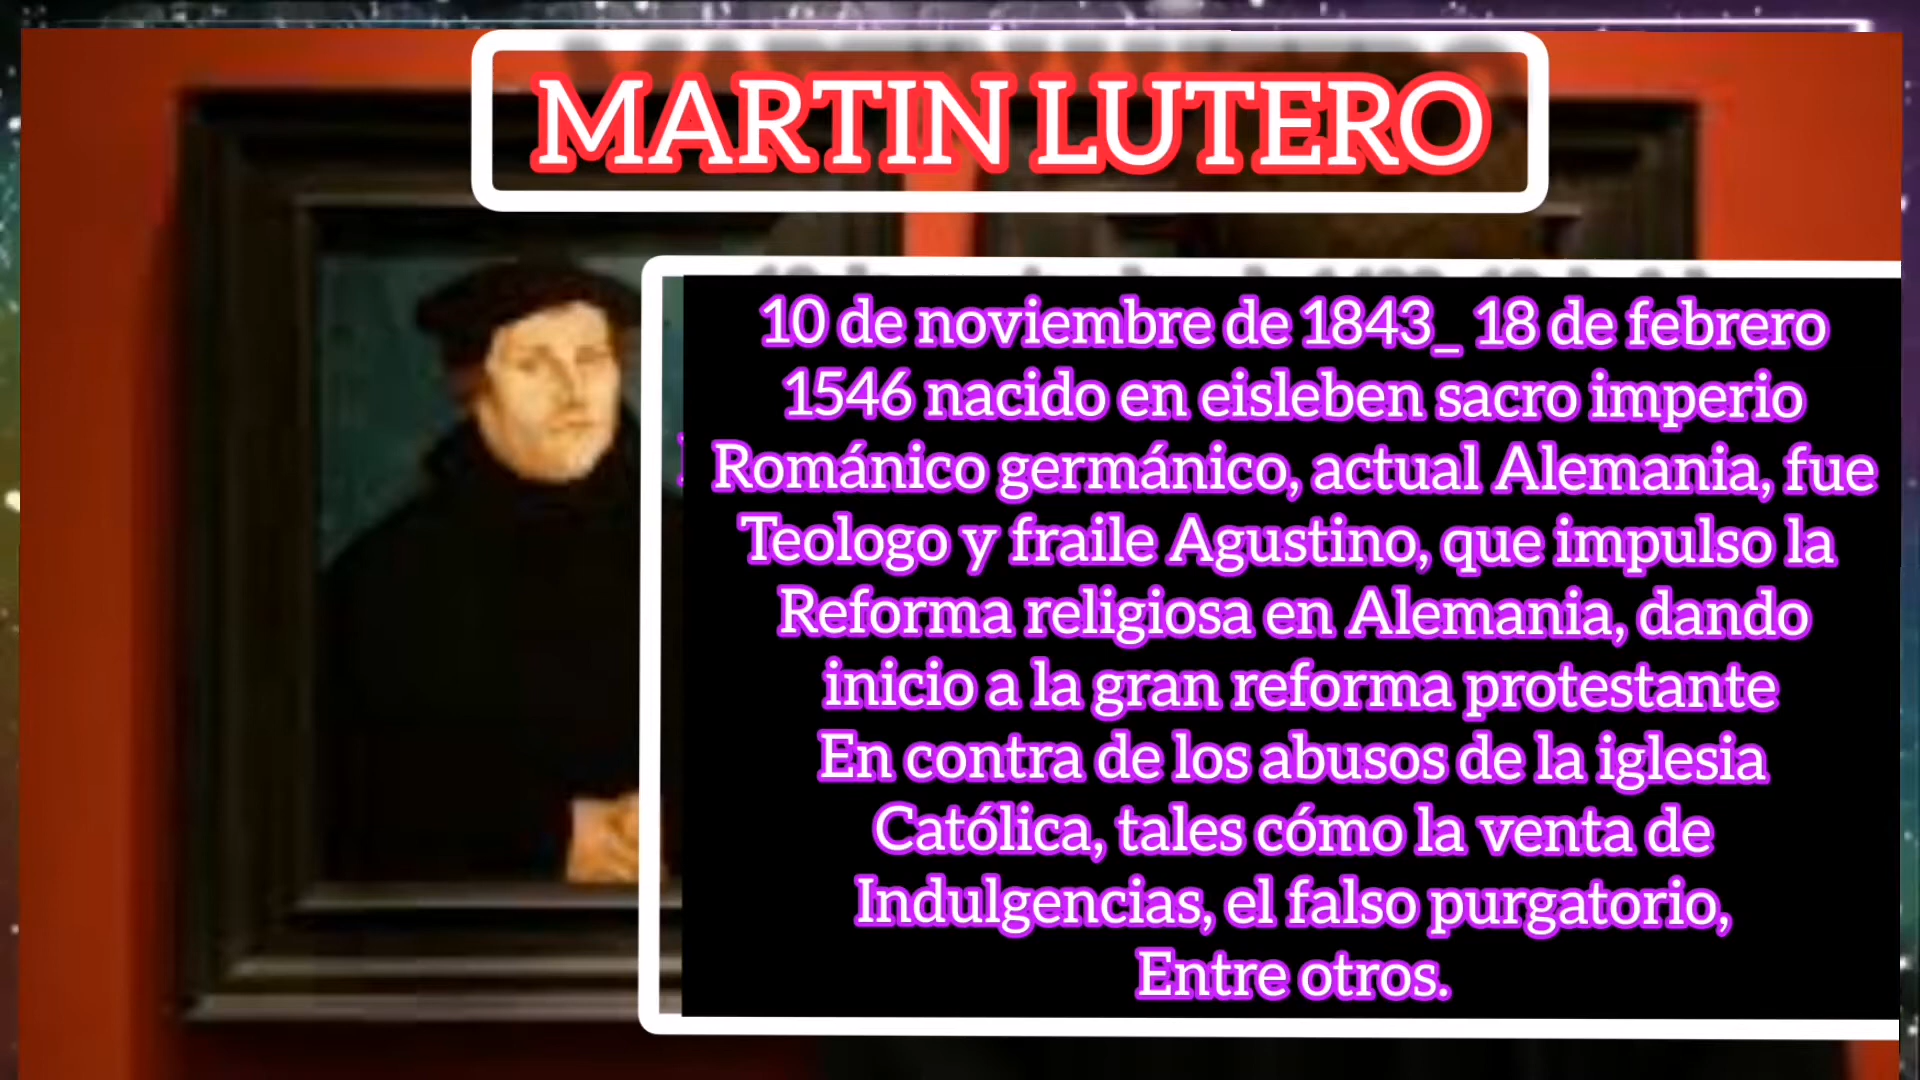 MARTIN LUTERO
10 de noviembre de 1843_ 18 de febrero
1546 nacido en eisleben sacro imperio
Románico germánico, actual Alemania, fue
Teologo y fraile Agustino, que impulso la
Reforma religiosa en Alemania, dando
inicio a la gran reforma protestante
En contra de los abusos de la iglesia
Católica, tales cómo la venta de
Indulgencias, el falso purgatorio,
Entre otros.